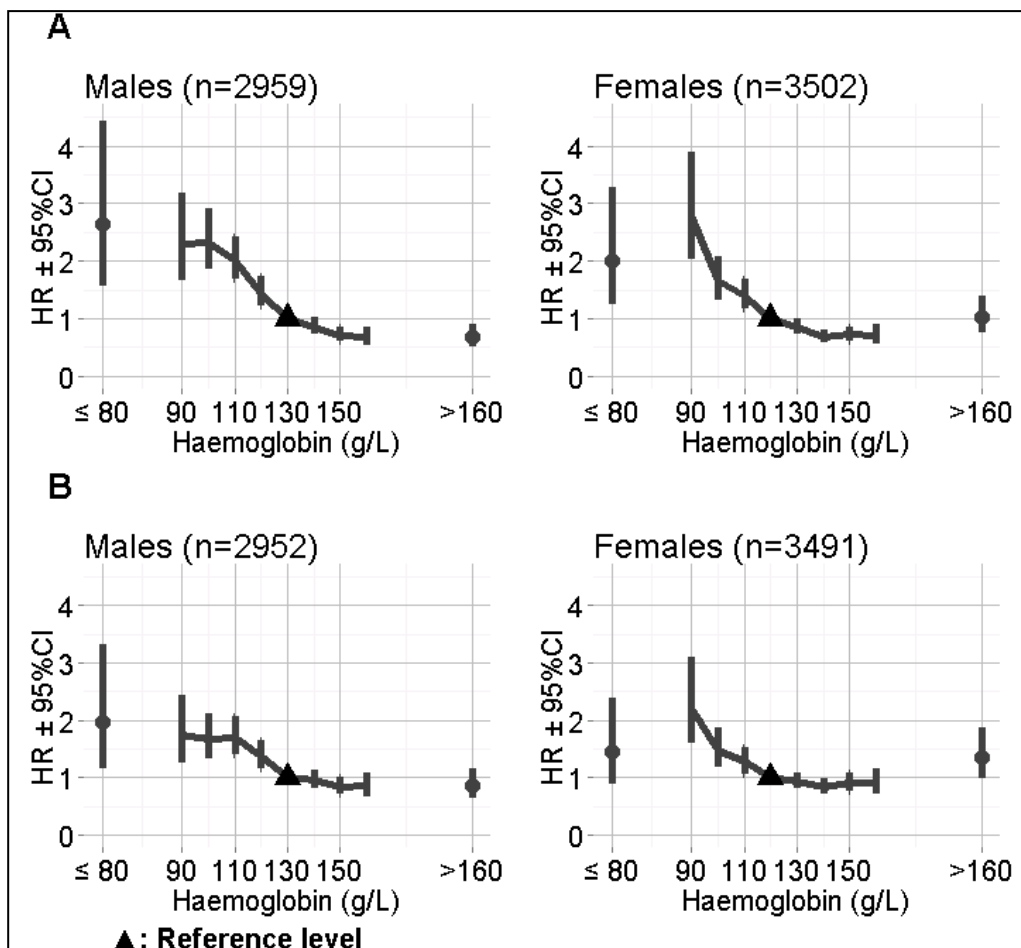 A
Males (n=2959)
Females (n=3502)
HR ± 95%CI
4
3
2
1
0
≤ 80 90 110 130 150 >160
Haemoglobin (g/L)
HR ± 95%CI
4
3
2
1
0
≤ 80 90 110 130 150 >160
Haemoglobin (g/L)
B
Males (n=2952)
Females (n=3491)
HR ± 95%CI
4
3
2
1
0
≤ 80 90 110 130 150 >160
Haemoglobin (g/L)
HR ± 95%CI
4
3
2
1
0
≤ 80 90 110 130 150 >160
Haemoglobin (g/L)
▲: Reference level